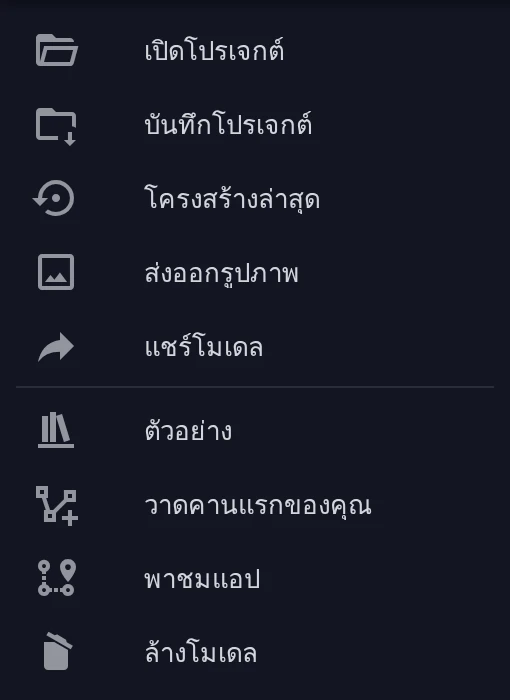 เปิดโปรเจกต์
บันทึกโปรเจกต์
โครงสร้างล่าสุด
ส่งออกรูปภาพ
แชร์โมเดล
ตัวอย่าง
วาดคานแรกของคุณ
พาชมแอป
ล้างโมเดล